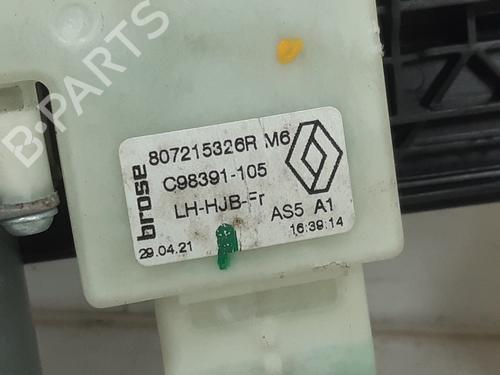 B-PARTS
brose
807215326R M6
C98391-105
LH-HJB-Fr
AS5 A1
29.04.21
16:39:14